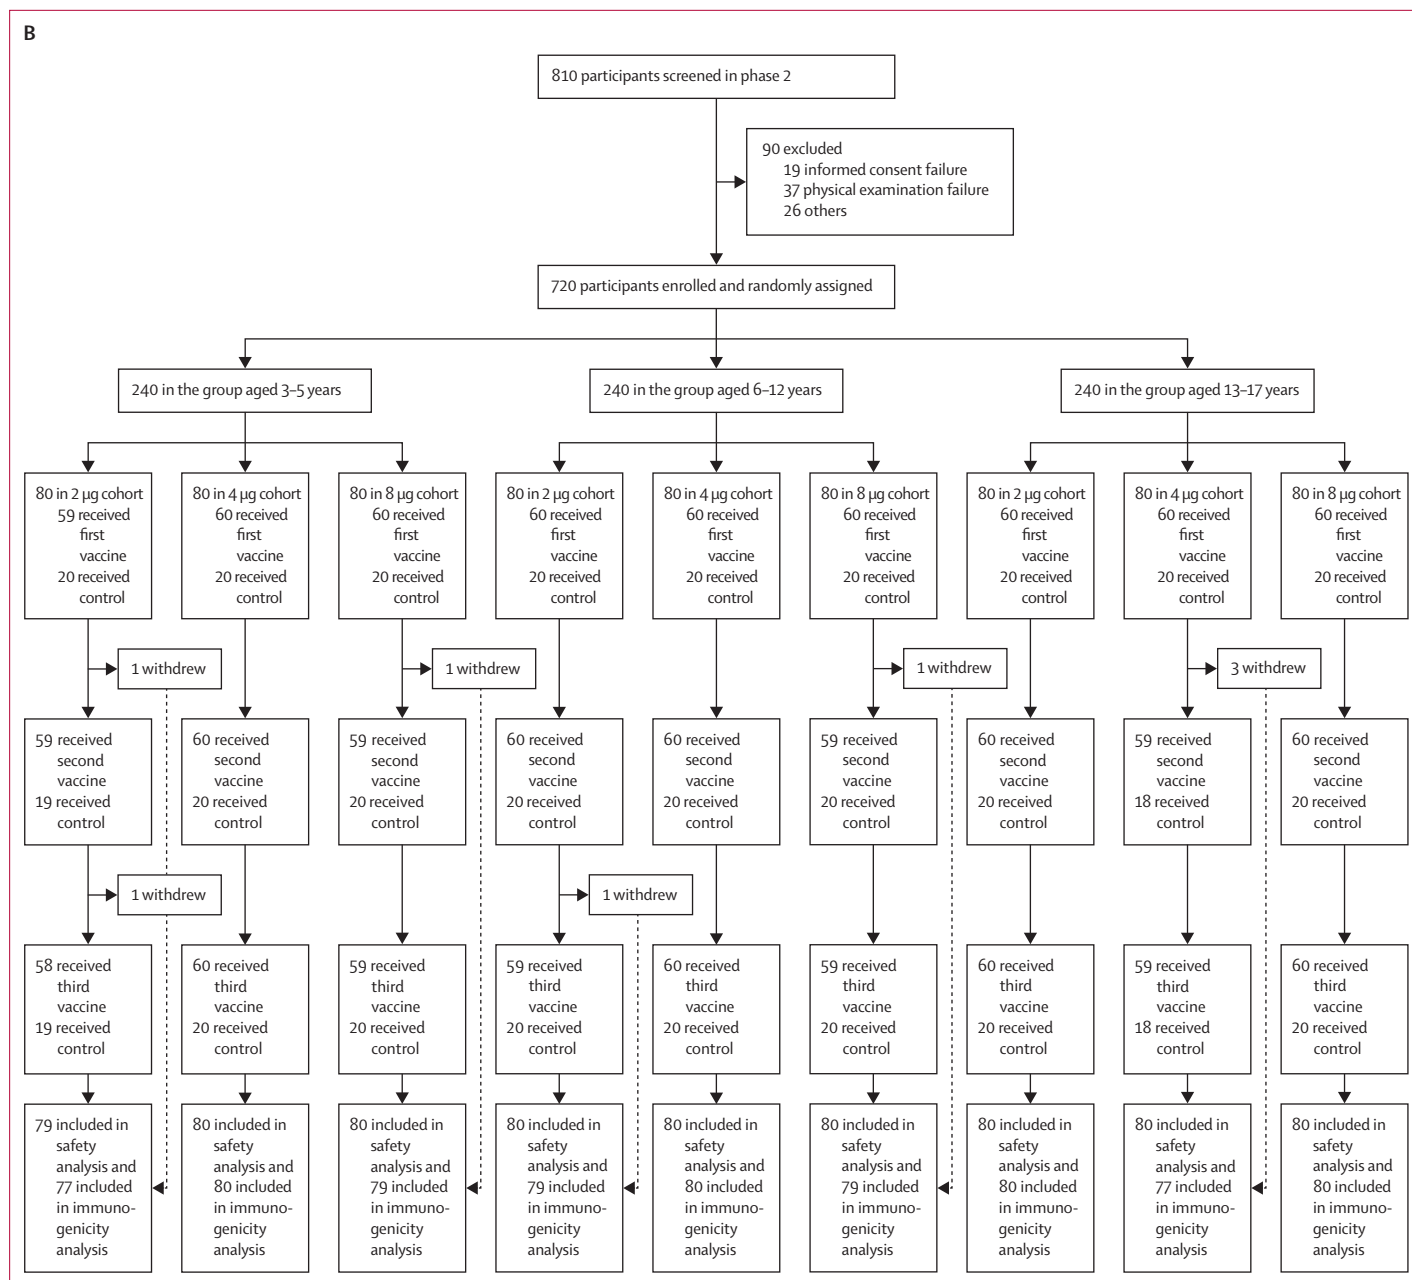 B
810 participants screened in phase 2
90 excluded
19 informed consent failure
37 physical examination failure
26 others
720 participants enrolled and randomly assigned
240 in the group aged 3–5 years
240 in the group aged 6–12 years
240 in the group aged 13–17 years
80 in 2 µg cohort
59 received
first
vaccine
20 received
control
80 in 4 µg cohort
60 received
first
vaccine
20 received
control
80 in 8 µg cohort
60 received
first
vaccine
20 received
control
80 in 2 µg cohort
60 received
first
vaccine
20 received
control
80 in 4 µg cohort
60 received
first
vaccine
20 received
control
80 in 8 µg cohort
60 received
first
vaccine
20 received
control
80 in 2 µg cohort
60 received
first
vaccine
20 received
control
80 in 4 µg cohort
60 received
first
vaccine
20 received
control
80 in 8 µg cohort
60 received
first
vaccine
20 received
control
1 withdrew
1 withdrew
1 withdrew
3 withdrew
59 received
second
vaccine
19 received
control
60 received
second
vaccine
20 received
control
59 received
second
vaccine
20 received
control
60 received
second
vaccine
20 received
control
60 received
second
vaccine
20 received
control
59 received
second
vaccine
20 received
control
60 received
second
vaccine
20 received
control
59 received
second
vaccine
18 received
control
60 received
second
vaccine
20 received
control
1 withdrew
1 withdrew
58 received
third
vaccine
19 received
control
60 received
third
vaccine
20 received
control
59 received
third
vaccine
20 received
control
59 received
third
vaccine
20 received
control
60 received
third
vaccine
20 received
control
59 received
third
vaccine
20 received
control
60 received
third
vaccine
20 received
control
59 received
third
vaccine
18 received
control
60 received
third
vaccine
20 received
control
79 included in
safety
analysis and
77 included
in immuno-
genicity
analysis
80 included in
safety
analysis and
80 included
in immuno-
genicity
analysis
80 included in
safety
analysis and
79 included
in immuno-
genicity
analysis
80 included in
safety
analysis and
79 included
in immuno-
genicity
analysis
80 included in
safety
analysis and
80 included
in immuno-
genicity
analysis
80 included in
safety
analysis and
79 included
in immuno-
genicity
analysis
80 included in
safety
analysis and
80 included
in immuno-
genicity
analysis
80 included in
safety
analysis and
77 included
in immuno-
genicity
analysis
80 included in
safety
analysis and
80 included
in immuno-
genicity
analysis